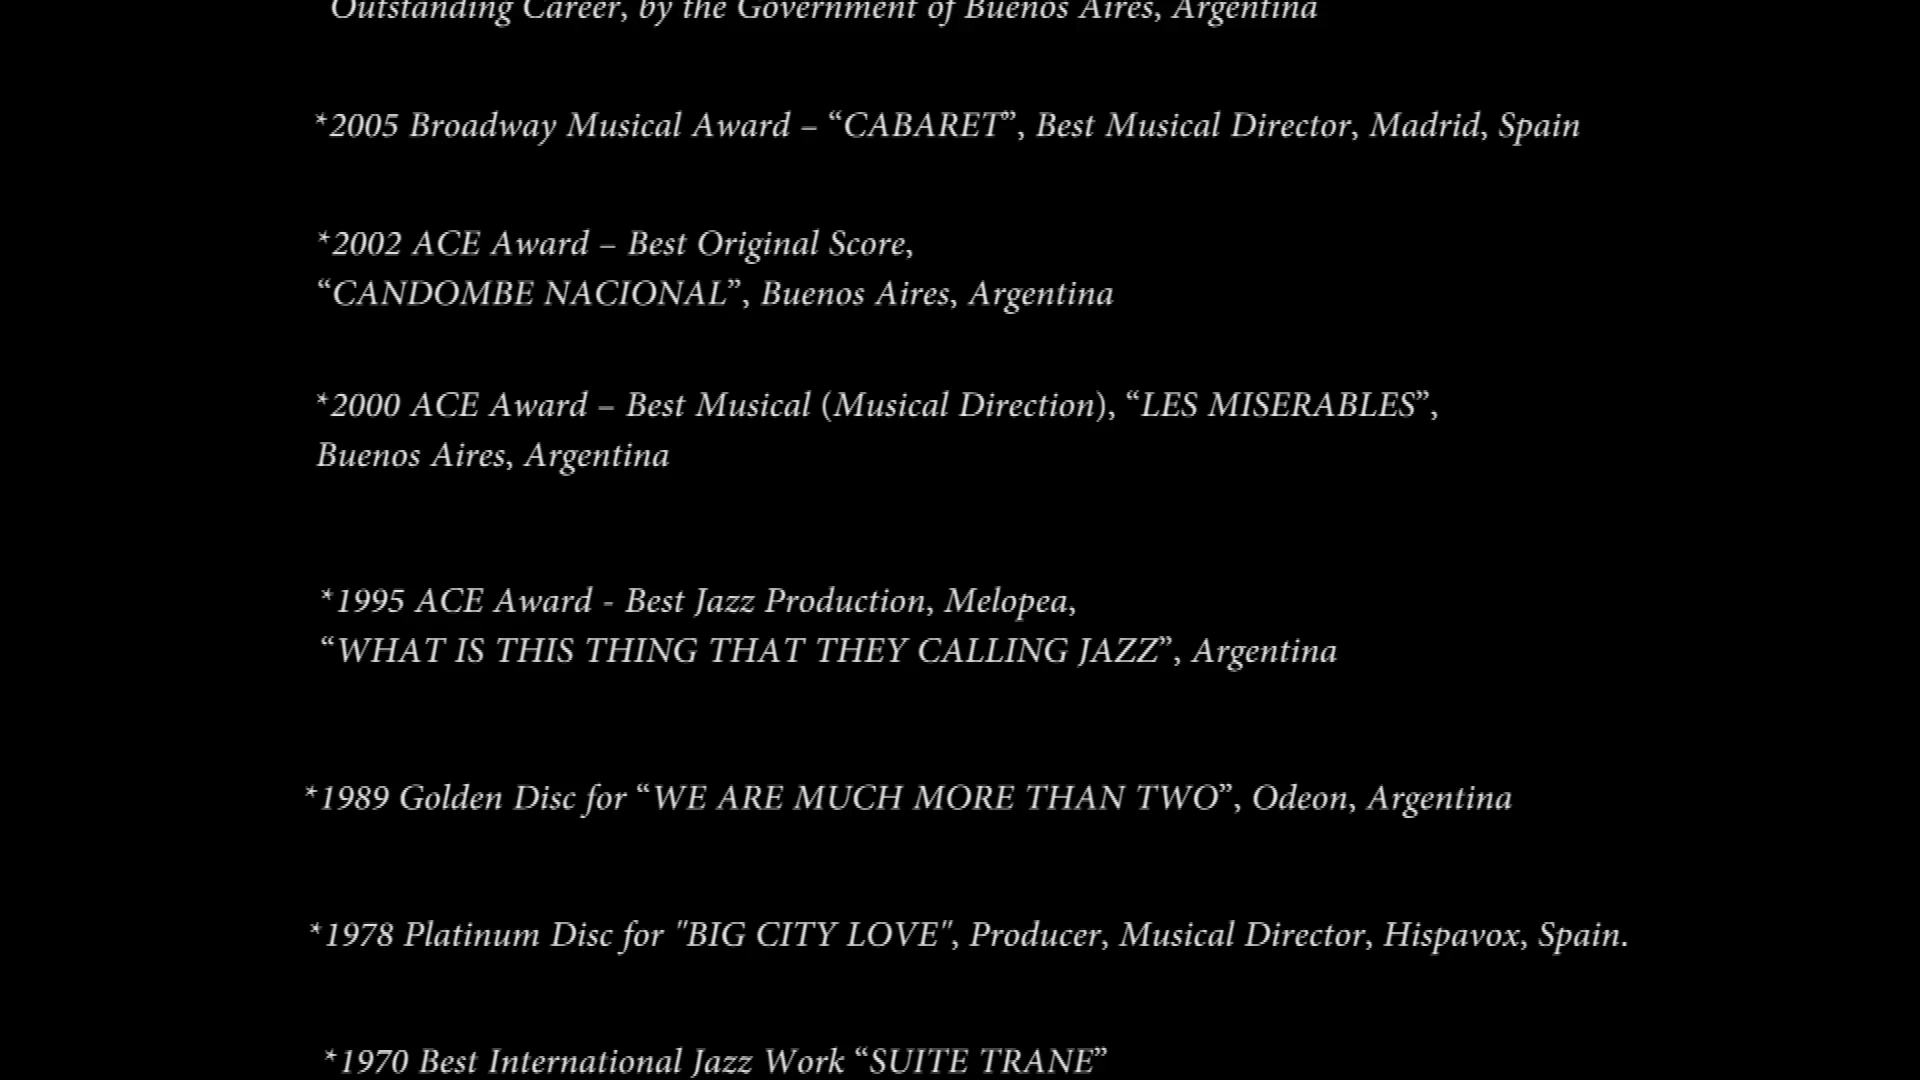 Outstanding Career, by the Government of Buenos Aires, Argentina
*2005 Broadway Musical Award – “CABARET”, Best Musical Director, Madrid, Spain
*2002 ACE Award – Best Original Score,
“CANDOMBE NACIONAL”, Buenos Aires, Argentina
*2000 ACE Award – Best Musical (Musical Direction), “LES MISERABLES”,
Buenos Aires, Argentina
*1995 ACE Award - Best Jazz Production, Melopea,
“WHAT IS THIS THING THAT THEY CALLING JAZZ”, Argentina
*1989 Golden Disc for “WE ARE MUCH MORE THAN TWO”, Odeon, Argentina
*1978 Platinum Disc for "BIG CITY LOVE", Producer, Musical Director, Hispavox, Spain.
*1970 Best International Jazz Work “SUITE TRANE”